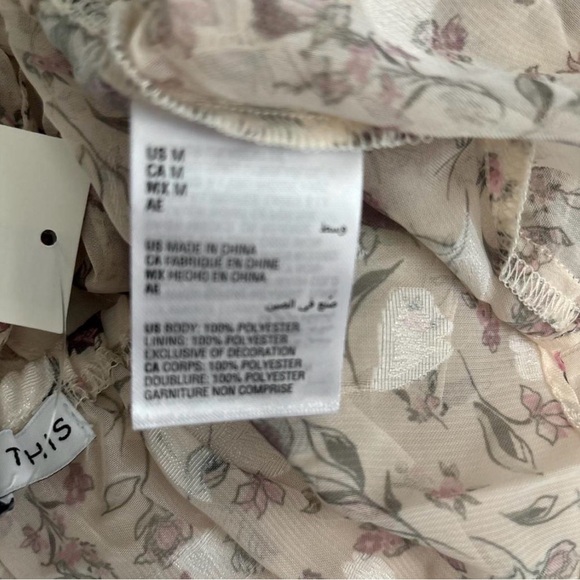 US M
CA M
MX M
AE
وسط
US MADE IN CHINA
CA FABRIQUE EN CHINE
MX HECHO EN CHINA
AE
صنع في الصين
US BODY: 100% POLYESTER
LINING: 100% POLYESTER
EXCLUSIVE OF DECORATION
CA CORPS: 100% POLYESTER
DOUBLURE: 100% POLYESTER
GARNITURE NON COMPRISE
THIS